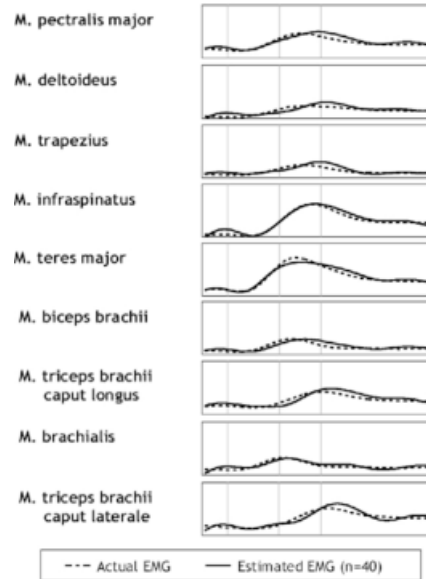 M. pectralis major
M. deltoideus
M. trapezius
M. infraspinatus
M. teres major
M. biceps brachii
M. triceps brachii
caput longus
M. brachialis
M. triceps brachii
caput laterale
Actual EMG
Estimated EMG (n=40)